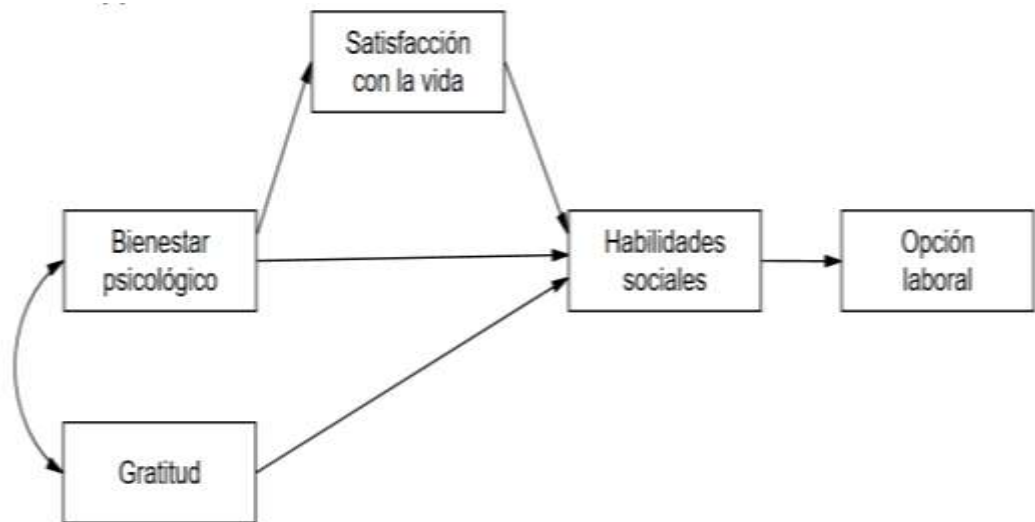 Satisfacción
con la vida
Bienestar
psicológico
Habilidades
sociales
Opción
laboral
Gratitud